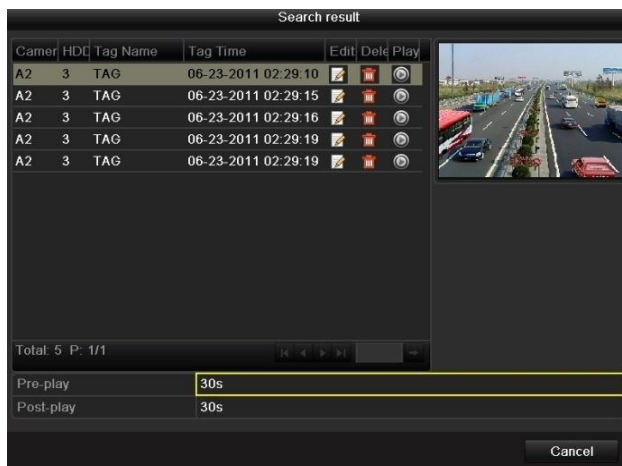 Search result
Camer HDD Tag Name Tag Time Edit Dele Play
A2 3 TAG 06-23-2011 02:29:10
A2 3 TAG 06-23-2011 02:29:15
A2 3 TAG 06-23-2011 02:29:16
A2 3 TAG 06-23-2011 02:29:19
A2 3 TAG 06-23-2011 02:29:19
Total: 5 P: 1/1
Pre-play 30s
Post-play 30s
Cancel